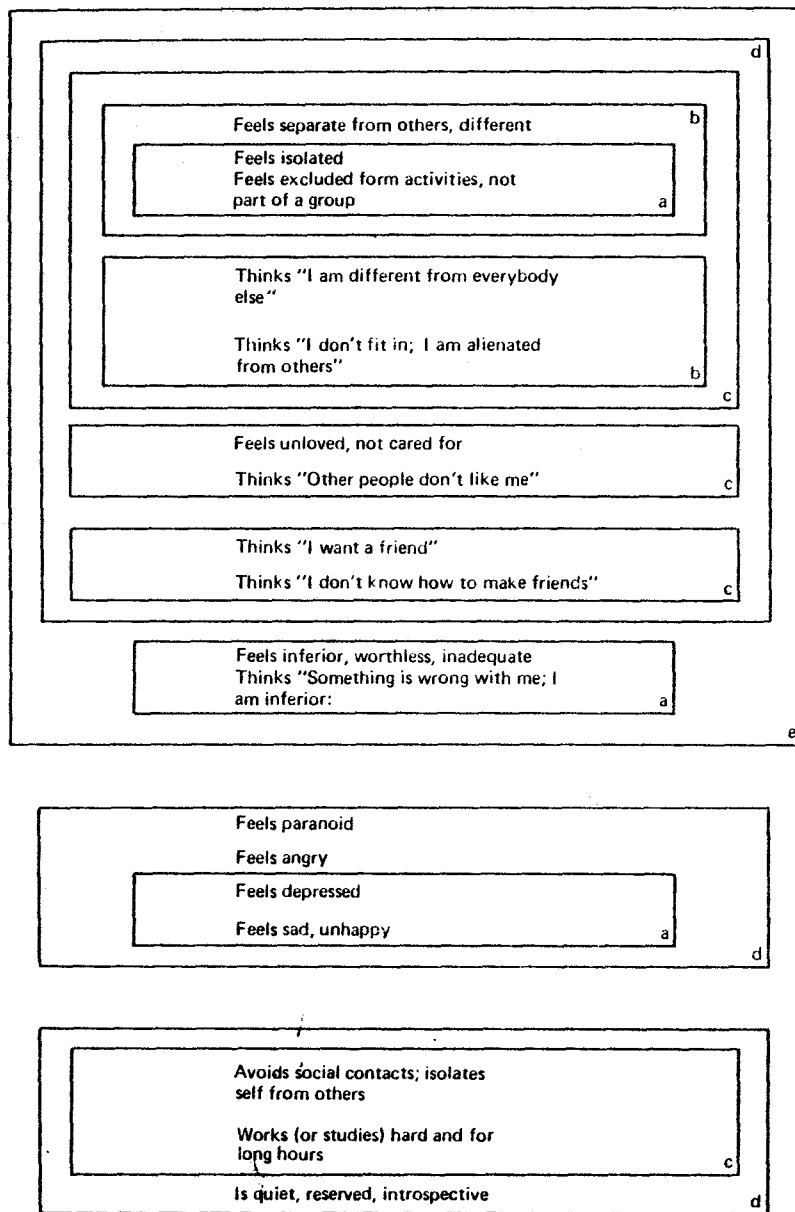 d
Feels separate from others, different
b
Feels isolated
Feels excluded form activities, not
part of a group
a
Thinks "I am different from everybody
else"
Thinks "I don't fit in; I am alienated
from others"
b
c
Feels unloved, not cared for
Thinks "Other people don't like me"
c
Thinks "I want a friend"
Thinks "I don't know how to make friends"
c
Feels inferior, worthless, inadequate
Thinks "Something is wrong with me; I
am inferior:
a
e
Feels paranoid
Feels angry
Feels depressed
Feels sad, unhappy
a
d
Avoids social contacts; isolates
self from others
Works (or studies) hard and for
long hours
c
Is quiet, reserved, introspective
d